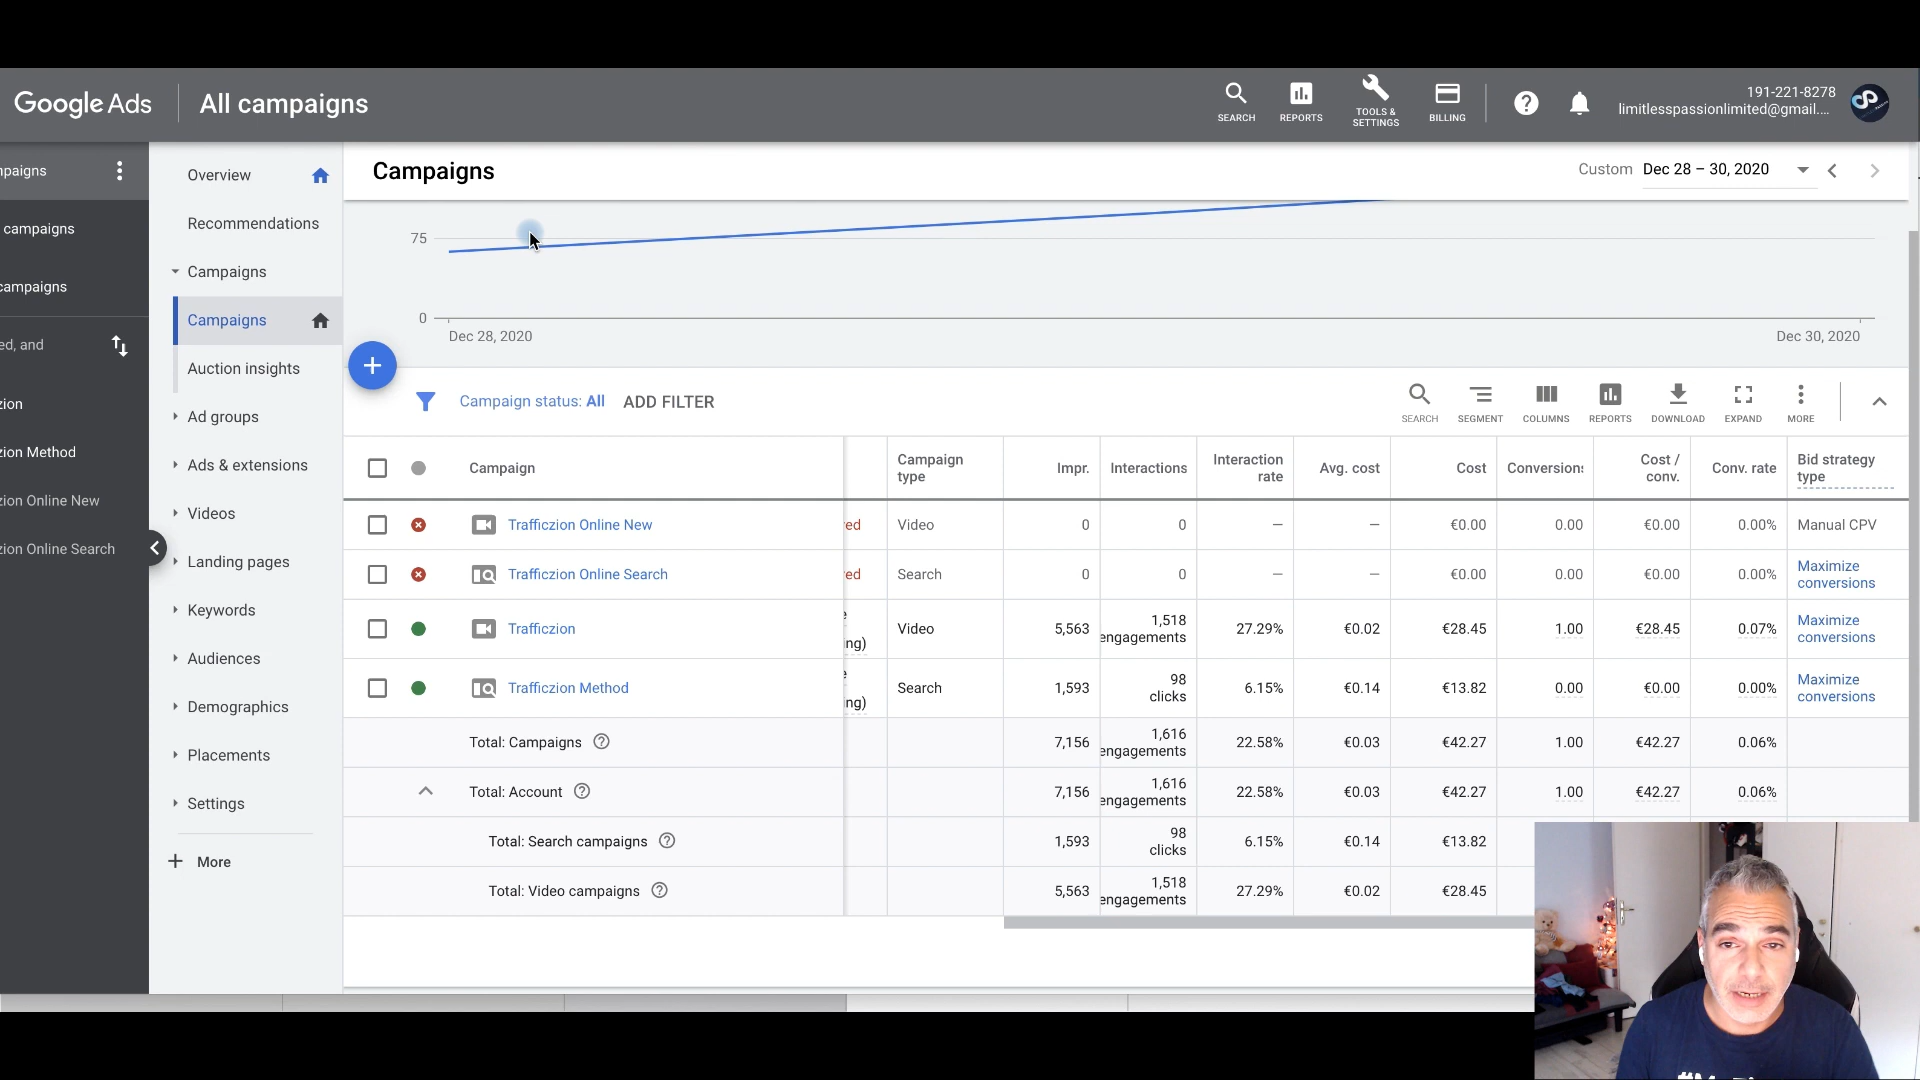 Google Ads
All campaigns
SEARCH
REPORTS
TOOLS &
SETTINGS
BILLING
191-221-8278
limitlesspassionlimited@gmail....
campaigns
campaigns
ed, and
zion
zion Method
zion Online New
zion Online Search
Overview
Recommendations
Campaigns
Campaigns
Auction insights
Ad groups
Ads & extensions
Videos
Landing pages
Keywords
Audiences
Demographics
Placements
Settings
+ More
Campaigns
Custom Dec 28 – 30, 2020
75
0
Dec 28, 2020 Dec 30, 2020
Campaign status: All ADD FILTER
SEARCH SEGMENT COLUMNS REPORTS DOWNLOAD EXPAND MORE
Campaign
Campaign
type
Impr.
Interactions
Interaction
rate
Avg. cost
Cost
Conversions
Cost /
conv.
Conv. rate
Bid strategy
type
Trafficzion Online New ed Video 0 0 — — €0.00 0.00 €0.00 0.00% Manual CPV
Trafficzion Online Search ed Search 0 0 — — €0.00 0.00 €0.00 0.00% Maximize
conversions
Trafficzion ing) Video 5,563 1,518
engagements 27.29% €0.02 €28.45 1.00 €28.45 0.07% Maximize
conversions
Trafficzion Method ing) Search 1,593 98
clicks 6.15% €0.14 €13.82 0.00 €0.00 0.00% Maximize
conversions
Total: Campaigns 7,156 1,616
engagements 22.58% €0.03 €42.27 1.00 €42.27 0.06%
Total: Account 7,156 1,616
engagements 22.58% €0.03 €42.27 1.00 €42.27 0.06%
Total: Search campaigns 1,593 98
clicks 6.15% €0.14 €13.82
Total: Video campaigns 5,563 1,518
engagements 27.29% €0.02 €28.45